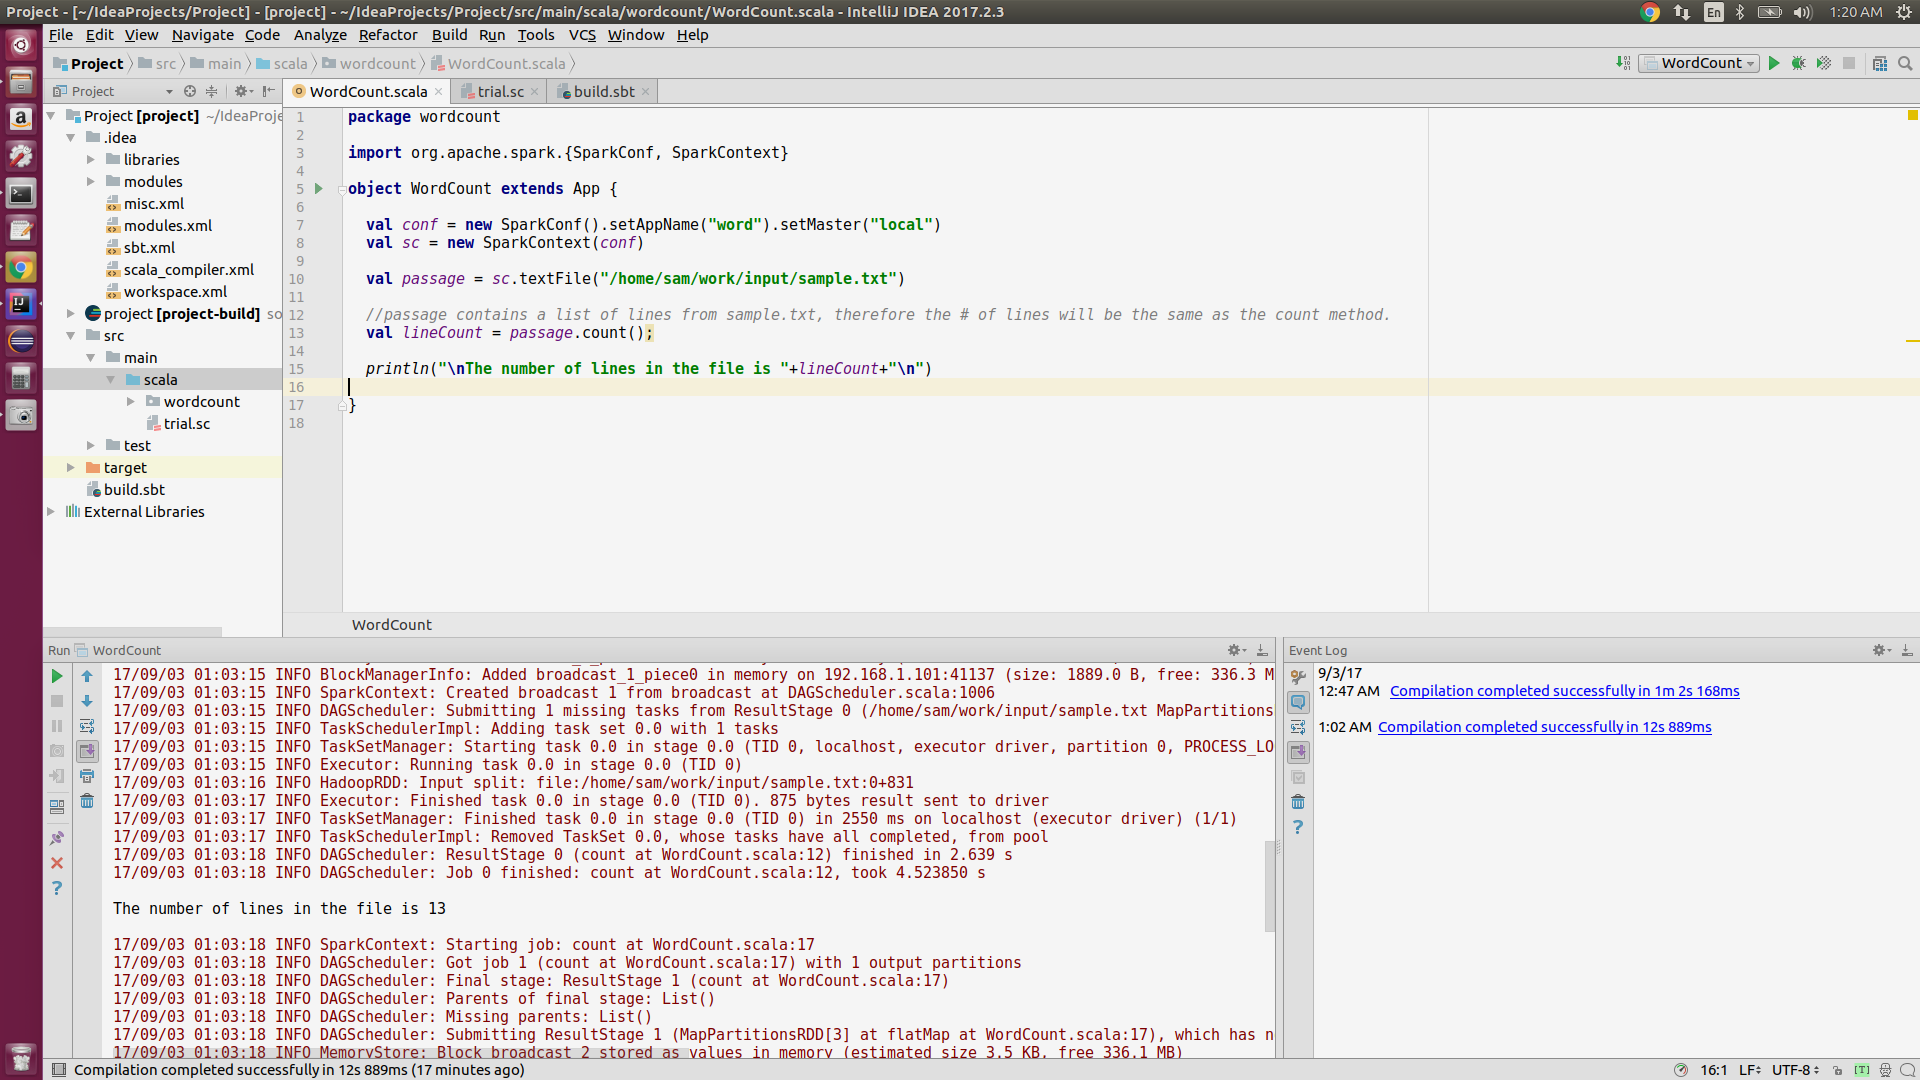 Project - [~/IdeaProjects/Project] - [project] - ~/IdeaProjects/Project/src/main/scala/wordcount/WordCount.scala - IntelliJ IDEA 2017.2.3
En
1:20 AM
File Edit View Navigate Code Analyze Refactor Build Run Tools VCS Window Help
Project src main scala wordcount WordCount.scala
WordCount
Project
WordCount.scala trial.sc build.sbt
Project [project] ~/IdeaProje
.idea
libraries
modules
misc.xml
modules.xml
sbt.xml
scala_compiler.xml
workspace.xml
project [project-build] so
src
main
scala
wordcount
trial.sc
test
target
build.sbt
External Libraries
1 package wordcount
2
3 import org.apache.spark.{SparkConf, SparkContext}
4
5 object WordCount extends App {
6
7 val conf = new SparkConf().setAppName("word").setMaster("local")
8 val sc = new SparkContext(conf)
9
10 val passage = sc.textFile("/home/sam/work/input/sample.txt")
11
12 //passage contains a list of lines from sample.txt, therefore the # of lines will be the same as the count method.
13 val lineCount = passage.count();
14
15 println("\nThe number of lines in the file is "+lineCount+"\n")
16
17 }
18
WordCount
Run WordCount
17/09/03 01:03:15 INFO BlockManagerInfo: Added broadcast_1_piece0 in memory on 192.168.1.101:41137 (size: 1889.0 B, free: 336.3 M
17/09/03 01:03:15 INFO SparkContext: Created broadcast 1 from broadcast at DAGScheduler.scala:1006
17/09/03 01:03:15 INFO DAGScheduler: Submitting 1 missing tasks from ResultStage 0 (/home/sam/work/input/sample.txt MapPartitions
17/09/03 01:03:15 INFO TaskSchedulerImpl: Adding task set 0.0 with 1 tasks
17/09/03 01:03:15 INFO TaskSetManager: Starting task 0.0 in stage 0.0 (TID 0, localhost, executor driver, partition 0, PROCESS_LO
17/09/03 01:03:15 INFO Executor: Running task 0.0 in stage 0.0 (TID 0)
17/09/03 01:03:16 INFO HadoopRDD: Input split: file:/home/sam/work/input/sample.txt:0+831
17/09/03 01:03:17 INFO Executor: Finished task 0.0 in stage 0.0 (TID 0). 875 bytes result sent to driver
17/09/03 01:03:17 INFO TaskSetManager: Finished task 0.0 in stage 0.0 (TID 0) in 2550 ms on localhost (executor driver) (1/1)
17/09/03 01:03:17 INFO TaskSchedulerImpl: Removed TaskSet 0.0, whose tasks have all completed, from pool
17/09/03 01:03:18 INFO DAGScheduler: ResultStage 0 (count at WordCount.scala:12) finished in 2.639 s
17/09/03 01:03:18 INFO DAGScheduler: Job 0 finished: count at WordCount.scala:12, took 4.523850 s
The number of lines in the file is 13
17/09/03 01:03:18 INFO SparkContext: Starting job: count at WordCount.scala:17
17/09/03 01:03:18 INFO DAGScheduler: Got job 1 (count at WordCount.scala:17) with 1 output partitions
17/09/03 01:03:18 INFO DAGScheduler: Final stage: ResultStage 1 (count at WordCount.scala:17)
17/09/03 01:03:18 INFO DAGScheduler: Parents of final stage: List()
17/09/03 01:03:18 INFO DAGScheduler: Missing parents: List()
17/09/03 01:03:18 INFO DAGScheduler: Submitting ResultStage 1 (MapPartitionsRDD[3] at flatMap at WordCount.scala:17), which has n
17/09/03 01:03:18 INFO MemoryStore: Block broadcast_2 stored as values in memory (estimated size 3.5 KB, free 336.1 MB)
Event Log
9/3/17
12:47 AM Compilation completed successfully in 1m 2s 168ms
1:02 AM Compilation completed successfully in 12s 889ms
Compilation completed successfully in 12s 889ms (17 minutes ago)
16:1 LF UTF-8 [T]